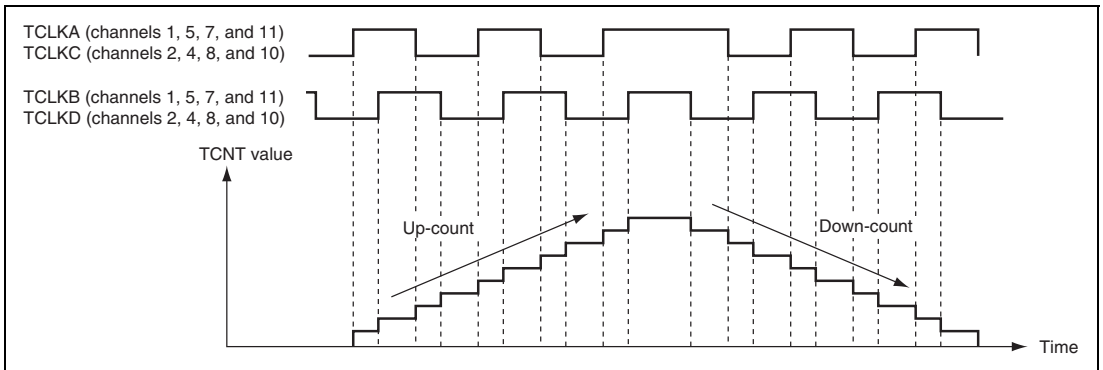 TCLKA (channels 1, 5, 7, and 11)
TCLKC (channels 2, 4, 8, and 10)
TCLKB (channels 1, 5, 7, and 11)
TCLKD (channels 2, 4, 8, and 10)
TCNT value
Up-count
Down-count
Time